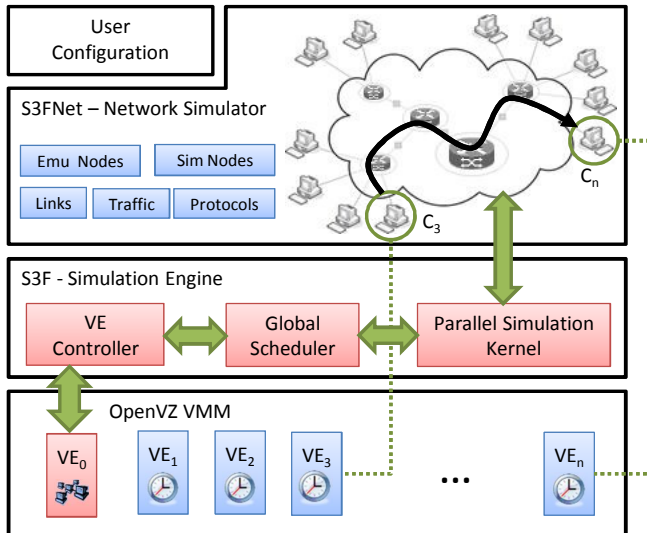 User
Configuration
S3FNet – Network Simulator
Emu Nodes
Sim Nodes
Links
Traffic
Protocols
C3
Cn
S3F - Simulation Engine
VE
Controller
Global
Scheduler
Parallel Simulation
Kernel
OpenVZ VMM
VE0
VE1
VE2
VE3
...
VEn